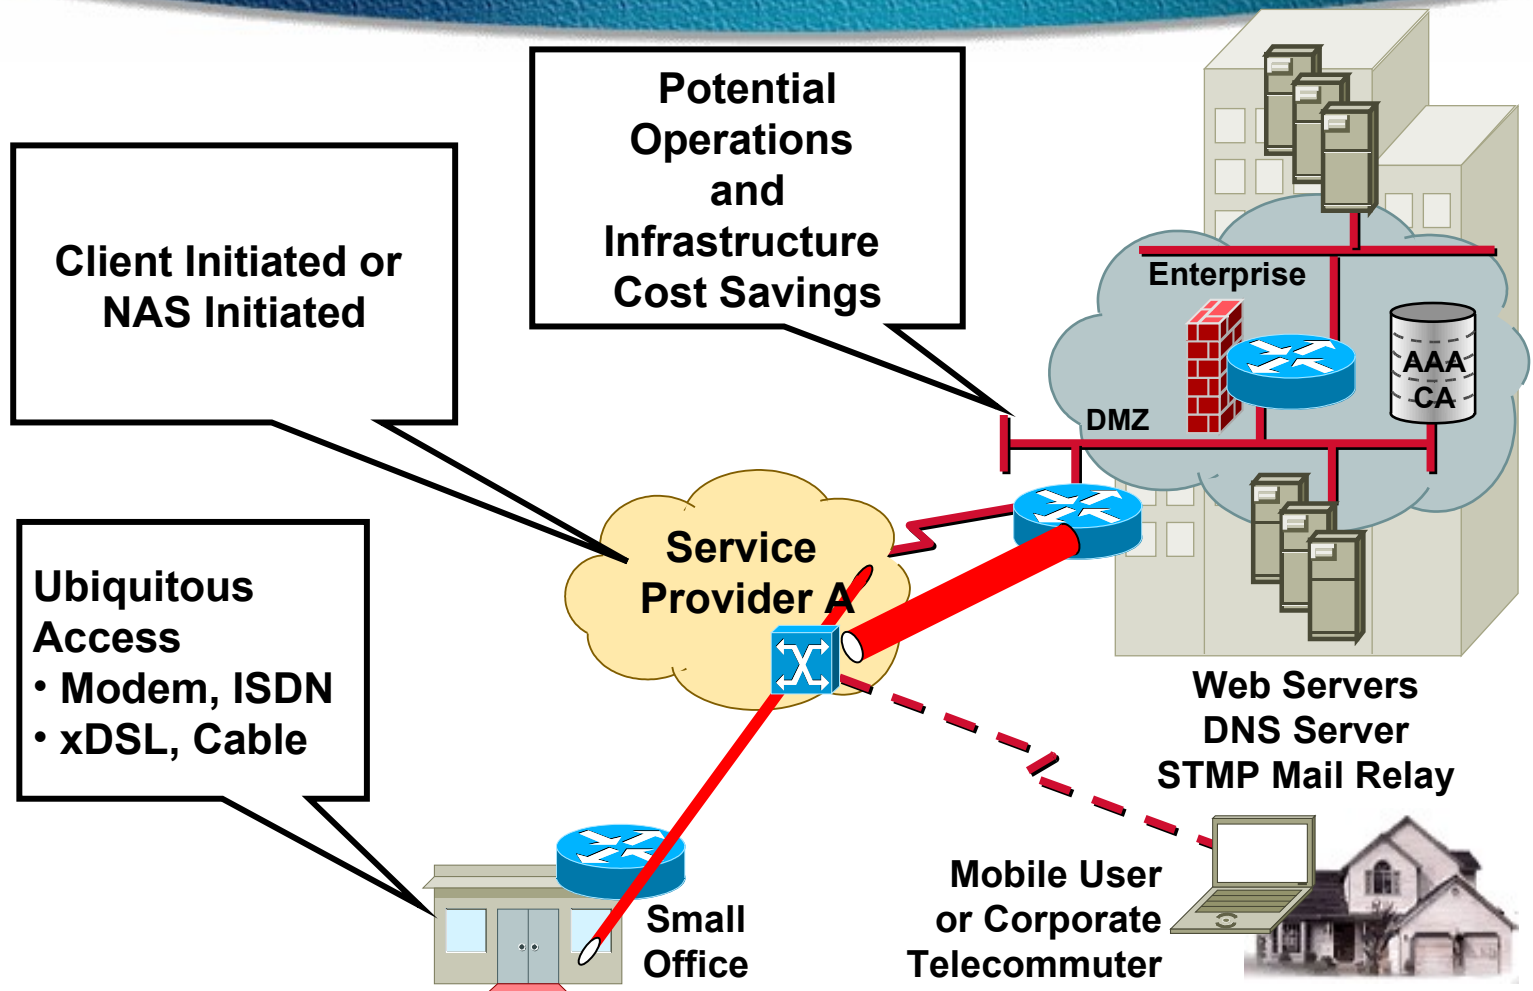 Potential
Operations
and
Infrastructure
Cost Savings
Client Initiated or
NAS Initiated
Enterprise
AAA
CA
DMZ
Service
Provider A
Ubiquitous
Access
• Modem, ISDN
• xDSL, Cable
Web Servers
DNS Server
STMP Mail Relay
Small
Office
Mobile User
or Corporate
Telecommuter